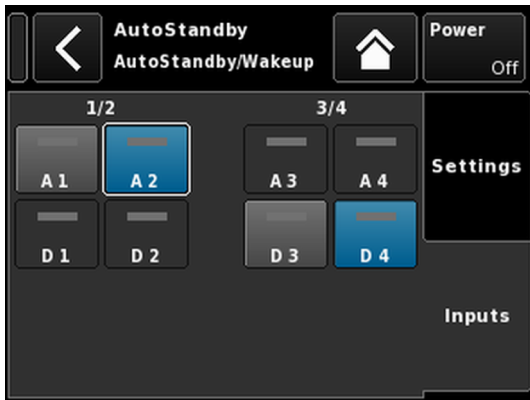 AutoStandby
AutoStandby/Wakeup
Power
Off
1/2
3/4
A 1
A 2
A 3
A 4
Settings
D 1
D 2
D 3
D 4
Inputs